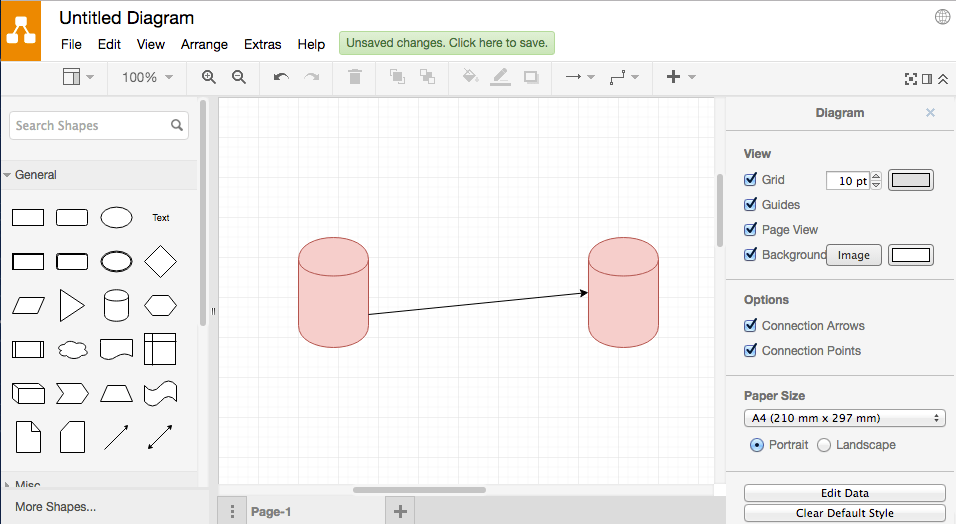 Untitled Diagram
File Edit View Arrange Extras Help Unsaved changes. Click here to save.
100%
Search Shapes
General
Text
Misc
More Shapes...
Page-1
Diagram
View
Grid 10 pt
Guides
Page View
Background Image
Options
Connection Arrows
Connection Points
Paper Size
A4 (210 mm x 297 mm)
Portrait Landscape
Edit Data
Clear Default Style